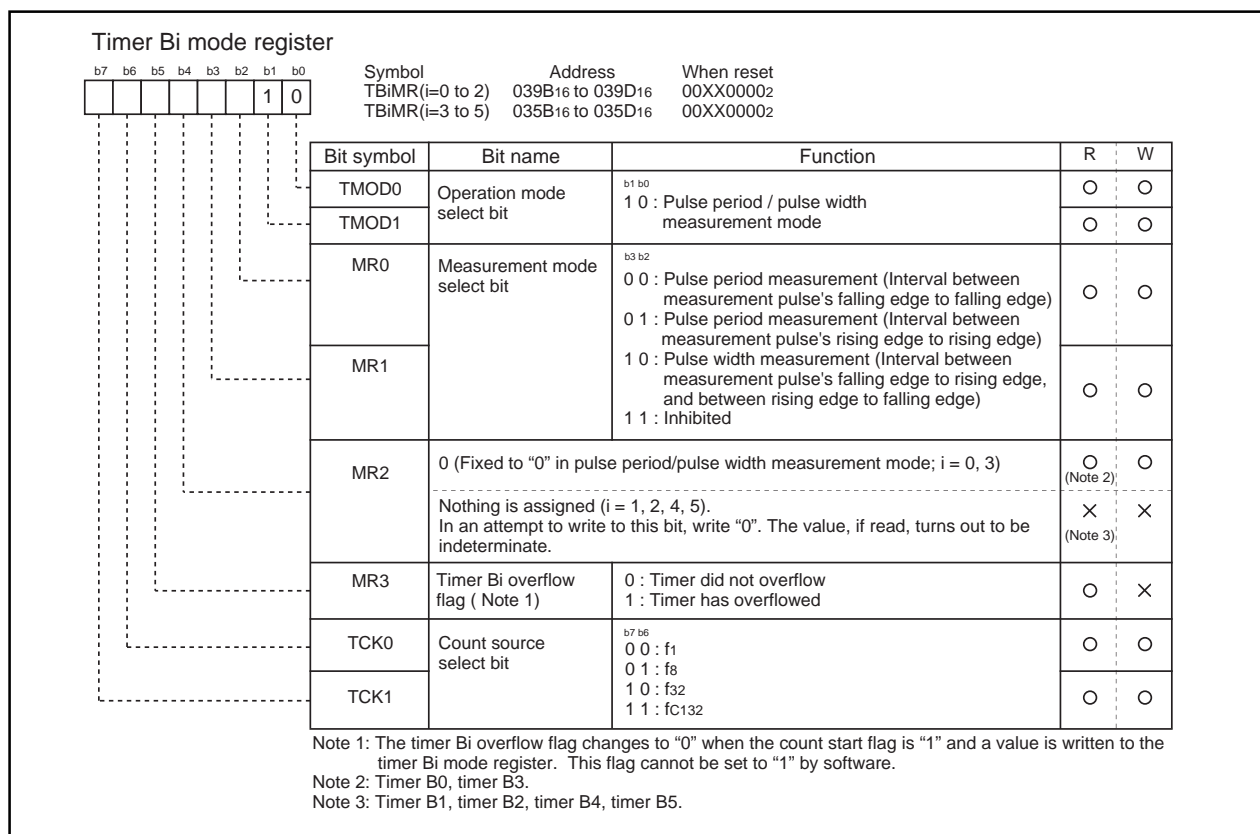 Timer Bi mode register
b7 b6 b5 b4 b3 b2 b1 b0
1 0
Symbol Address When reset
TBiMR(i=0 to 2) 039B16 to 039D16 00XX00002
TBiMR(i=3 to 5) 035B16 to 035D16 00XX00002
Bit symbol Bit name Function R W
TMOD0
TMOD1
Operation mode
select bit
b1 b0
1 0 : Pulse period / pulse width
measurement mode
MR0
MR1
Measurement mode
select bit
b3 b2
0 0 : Pulse period measurement (Interval between
measurement pulse's falling edge to falling edge)
0 1 : Pulse period measurement (Interval between
measurement pulse's rising edge to rising edge)
1 0 : Pulse width measurement (Interval between
measurement pulse's falling edge to rising edge,
and between rising edge to falling edge)
1 1 : Inhibited
MR2
0 (Fixed to “0” in pulse period/pulse width measurement mode; i = 0, 3)
(Note 2)
Nothing is assigned (i = 1, 2, 4, 5).
In an attempt to write to this bit, write “0”. The value, if read, turns out to be
indeterminate.
(Note 3)
MR3
Timer Bi overflow
flag ( Note 1)
0 : Timer did not overflow
1 : Timer has overflowed
TCK0
TCK1
Count source
select bit
b7 b6
0 0 : f1
0 1 : f8
1 0 : f32
1 1 : fC132
Note 1: The timer Bi overflow flag changes to “0” when the count start flag is “1” and a value is written to the
timer Bi mode register. This flag cannot be set to “1” by software.
Note 2: Timer B0, timer B3.
Note 3: Timer B1, timer B2, timer B4, timer B5.